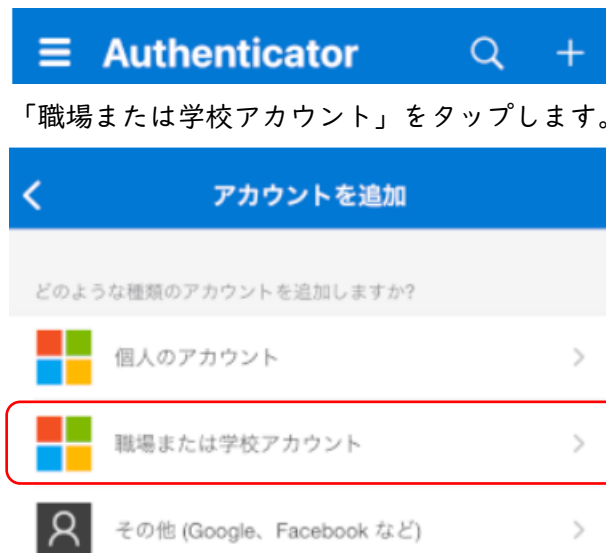 Authenticator
「職場または学校アカウント」をタップします。
アカウントを追加
どのような種類のアカウントを追加しますか?
個人のアカウント
職場または学校アカウント
その他 (Google、Facebook など)